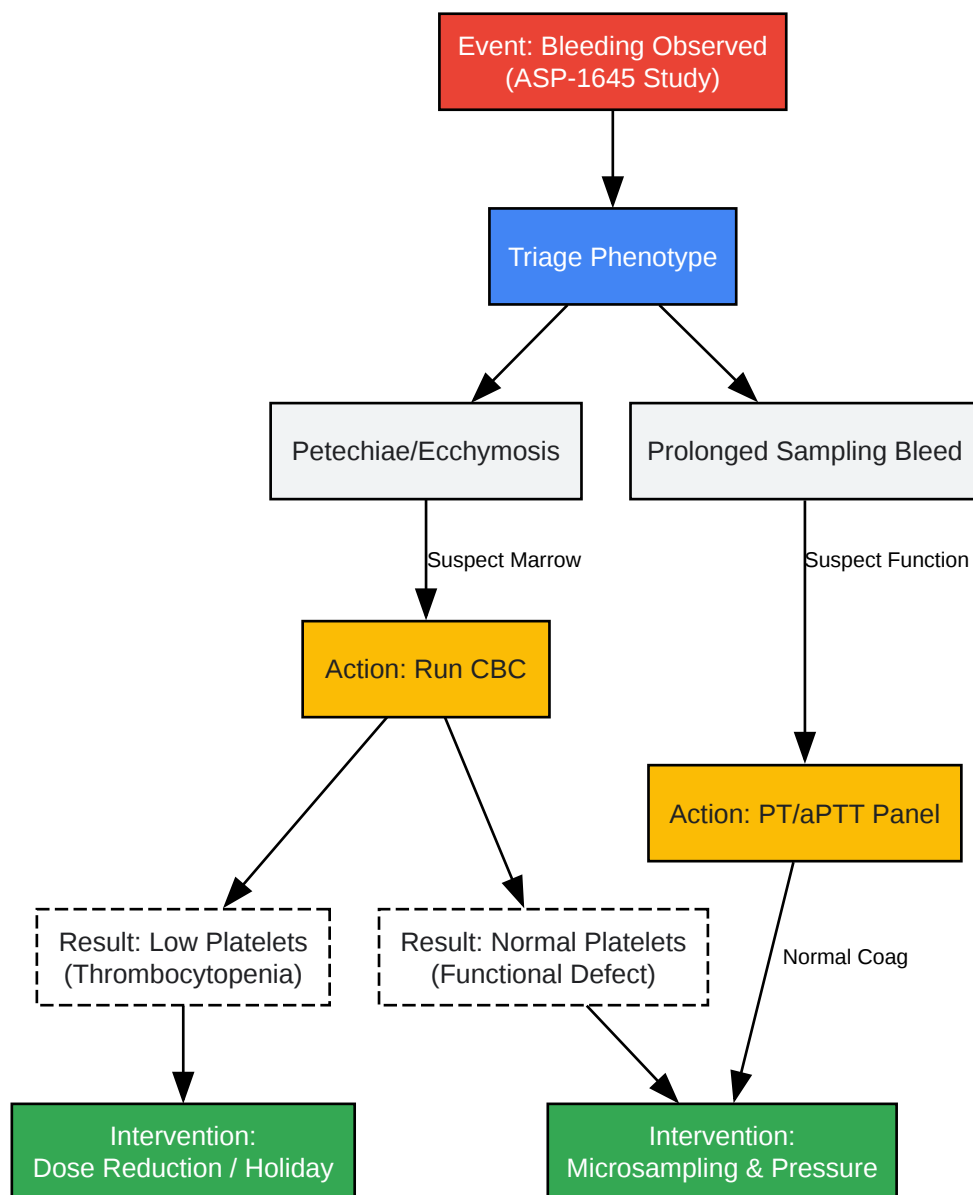 Event: Bleeding Observed
(ASP-1645 Study)
Triage Phenotype
Petechiae/Ecchymosis
Prolonged Sampling Bleed
Suspect Marrow
Suspect Function
Action: Run CBC
Action: PT/aPTT Panel
Result: Low Platelets
(Thrombocytopenia)
Result: Normal Platelets
(Functional Defect)
Normal Coag
Intervention:
Dose Reduction / Holiday
Intervention:
Microsampling & Pressure